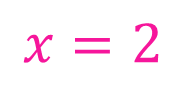 x = 2